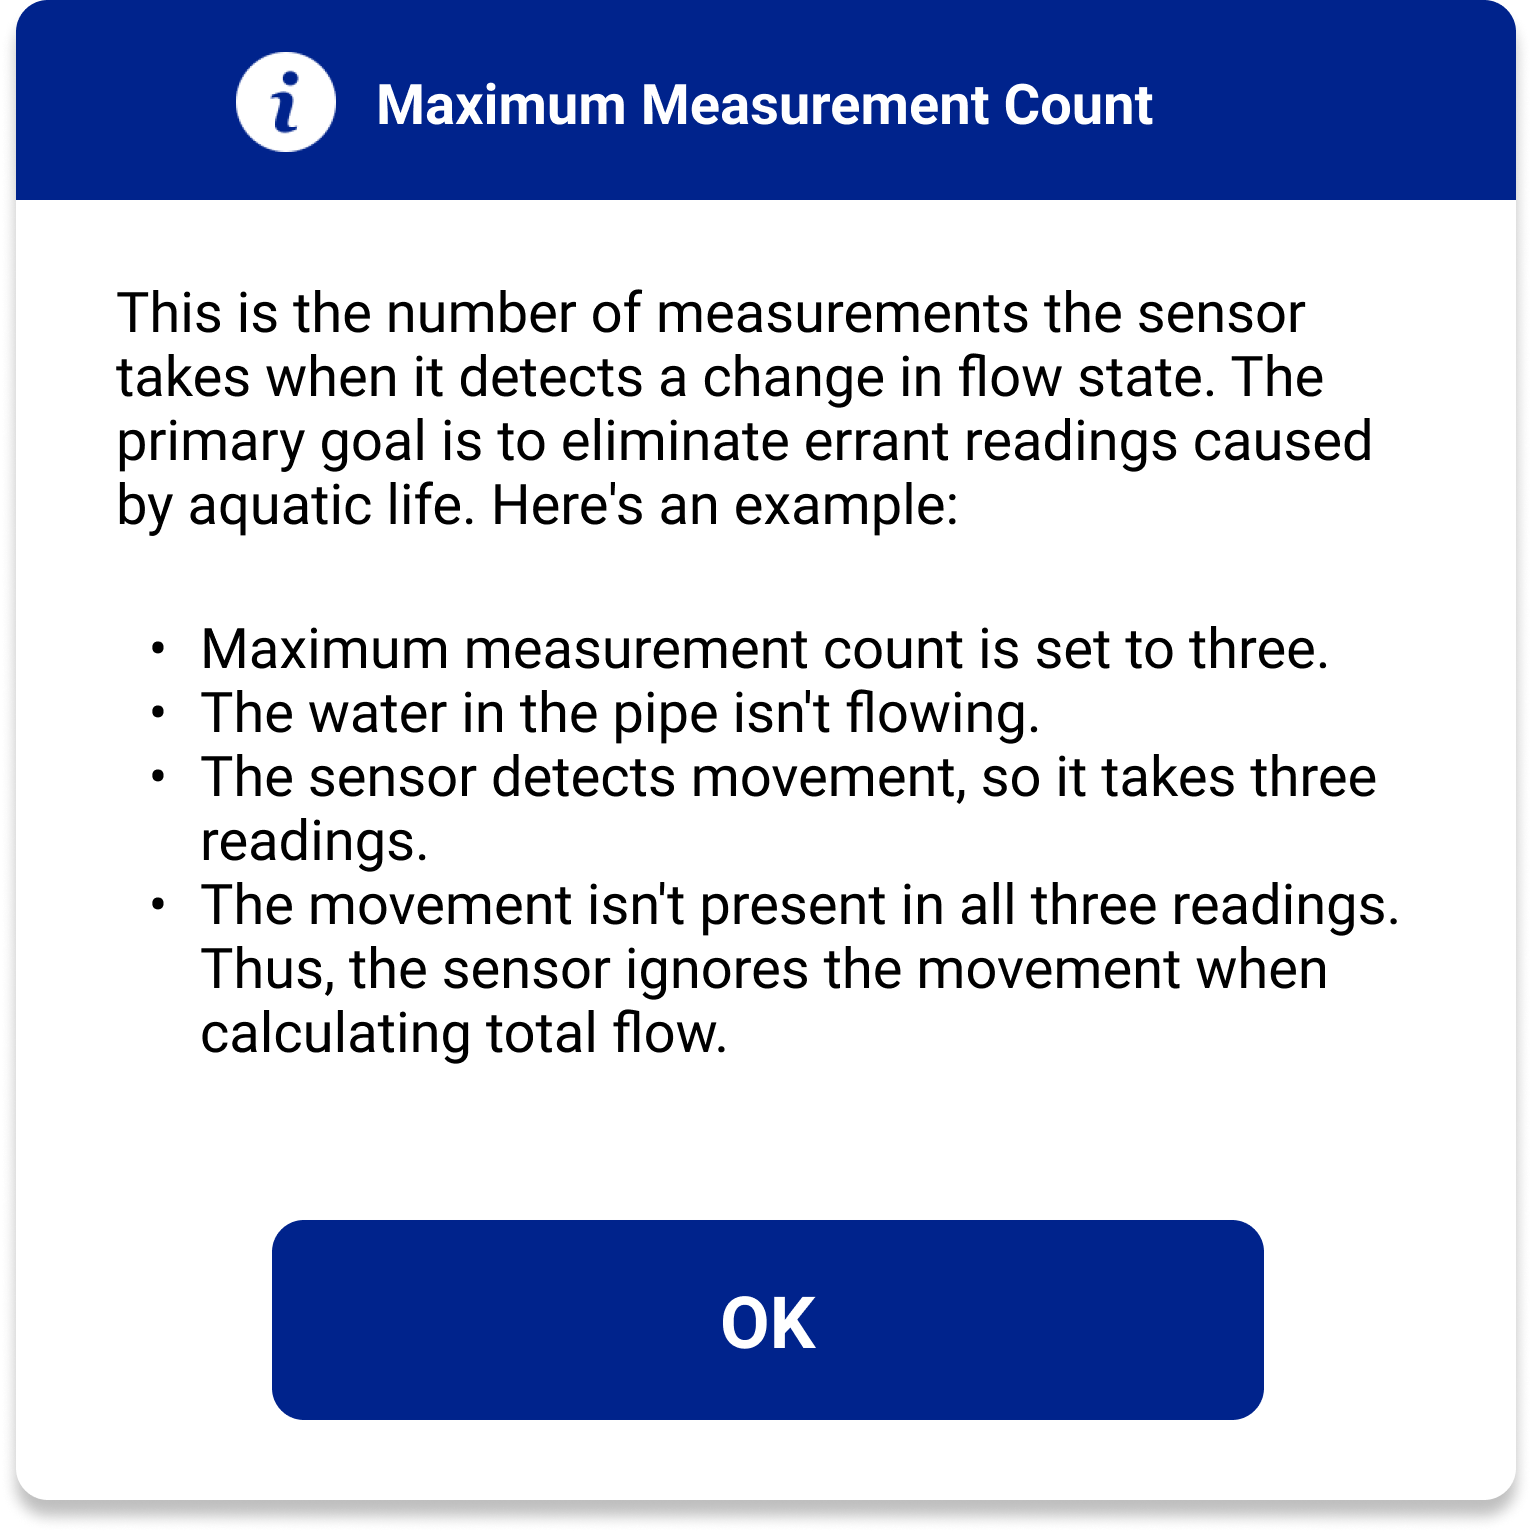 i Maximum Measurement Count
This is the number of measurements the sensor
takes when it detects a change in flow state. The
primary goal is to eliminate errant readings caused
by aquatic life. Here's an example:
• Maximum measurement count is set to three.
• The water in the pipe isn't flowing.
• The sensor detects movement, so it takes three
readings.
• The movement isn't present in all three readings.
Thus, the sensor ignores the movement when
calculating total flow.
OK